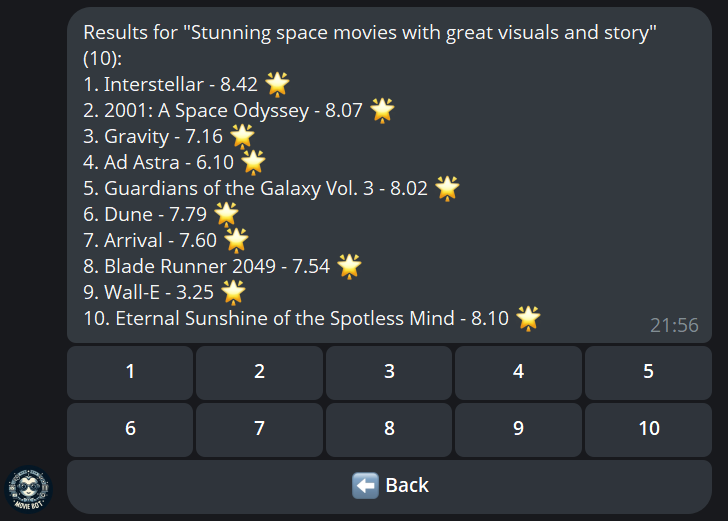 Results for "Stunning space movies with great visuals and story"
(10):
1. Interstellar - 8.42 🌟
2. 2001: A Space Odyssey - 8.07 🌟
3. Gravity - 7.16 🌟
4. Ad Astra - 6.10 🌟
5. Guardians of the Galaxy Vol. 3 - 8.02 🌟
6. Dune - 7.79 🌟
7. Arrival - 7.60 🌟
8. Blade Runner 2049 - 7.54 🌟
9. Wall-E - 3.25 🌟
10. Eternal Sunshine of the Spotless Mind - 8.10 🌟
21:56
1 2 3 4 5
6 7 8 9 10
⬅️ Back
MOVIE BOT